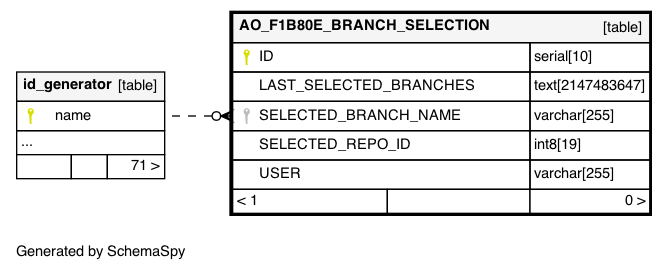 AO_F1B80E_BRANCH_SELECTION [table]
ID serial[10]
LAST_SELECTED_BRANCHES text[2147483647]
SELECTED_BRANCH_NAME varchar[255]
SELECTED_REPO_ID int8[19]
USER varchar[255]
< 1 0 >
id_generator [table]
name
...
71 >
Generated by SchemaSpy